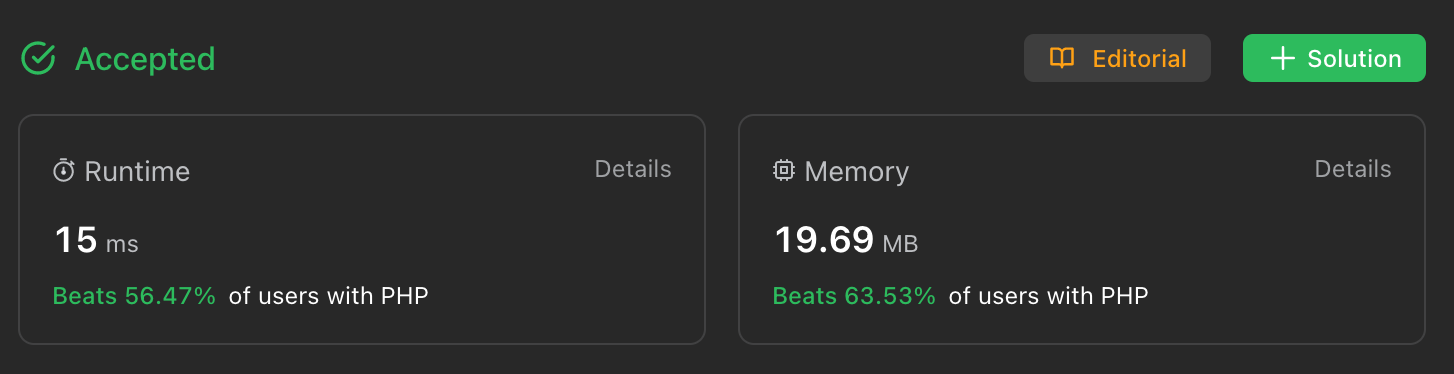 Accepted
Editorial
Solution
Runtime
Details
15 ms
Beats 56.47% of users with PHP
Memory
Details
19.69 MB
Beats 63.53% of users with PHP